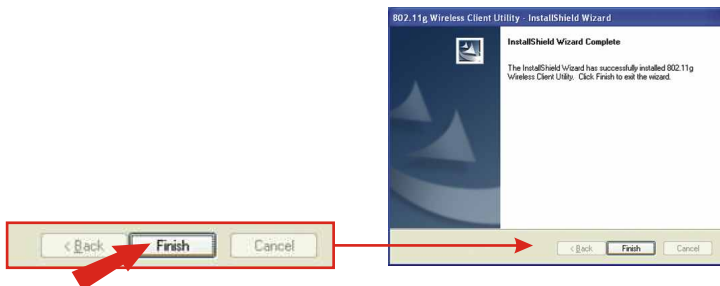 802.11g Wireless Client Utility - InstallShield Wizard
InstallShield Wizard Complete
The InstallShield Wizard has successfully installed 802.11g
Wireless Client Utility. Click Finish to exit the wizard.
< Back Finish Cancel
< Back Finish Cancel